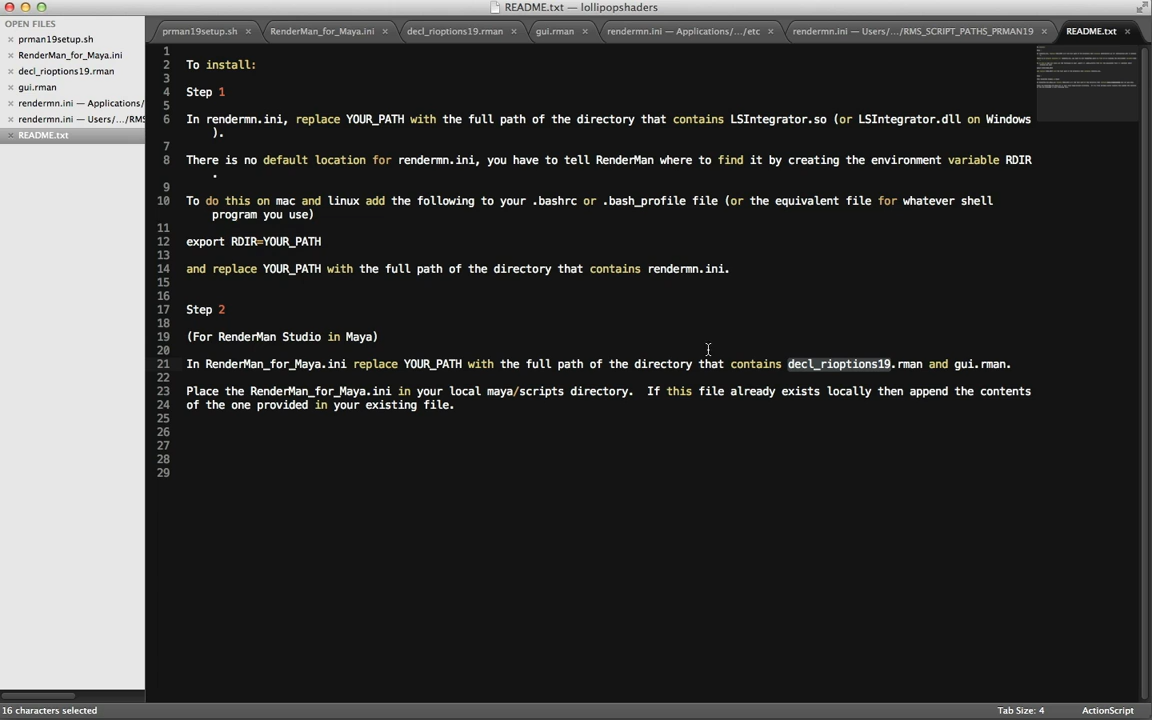 README.txt — lollipopshaders
OPEN FILES
prman19setup.sh
RenderMan_for_Maya.ini
decl_rioptions19.rman
gui.rman
rendermn.ini — Applications/
rendermn.ini — Users/.../RMS
README.txt
prman19setup.sh
RenderMan_for_Maya.ini
decl_rioptions19.rman
gui.rman
rendermn.ini — Applications/.../etc
rendermn.ini — Users/.../RMS_SCRIPT_PATHS_PRMAN19
README.txt
1
2 To install:
3
4 Step 1
5
6 In rendermn.ini, replace YOUR_PATH with the full path of the directory that contains LSIntegrator.so (or LSIntegrator.dll on Windows
).
7
8 There is no default location for rendermn.ini, you have to tell RenderMan where to find it by creating the environment variable RDIR
.
9
10 To do this on mac and linux add the following to your .bashrc or .bash_profile file (or the equivalent file for whatever shell
program you use)
11
12 export RDIR=YOUR_PATH
13
14 and replace YOUR_PATH with the full path of the directory that contains rendermn.ini.
15
16
17 Step 2
18
19 (For RenderMan Studio in Maya)
20
21 In RenderMan_for_Maya.ini replace YOUR_PATH with the full path of the directory that contains decl_rioptions19.rman and gui.rman.
22
23 Place the RenderMan_for_Maya.ini in your local maya/scripts directory.  If this file already exists locally then append the contents
24 of the one provided in your existing file.
25
26
27
28
29
16 characters selected
Tab Size: 4
ActionScript